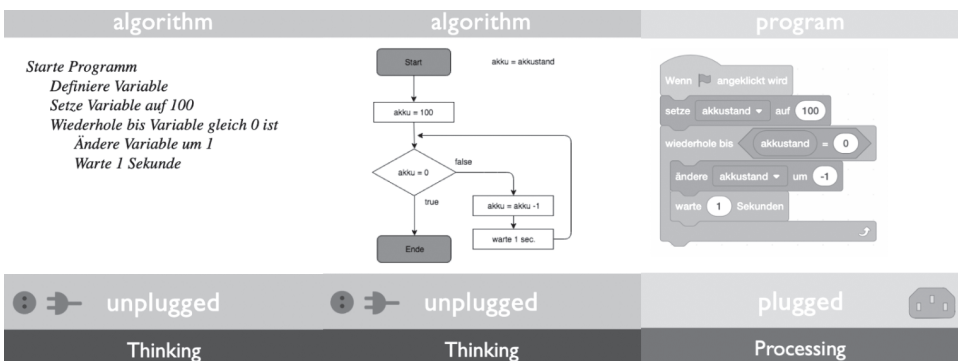 algorithm
Starte Programm
Definiere Variable
Setze Variable auf 100
Wiederhole bis Variable gleich 0 ist
Ändere Variable um 1
Warte 1 Sekunde
unplugged
Thinking
algorithm
Start
akku = akkustand
akku = 100
akku = 0
false
true
akku = akku -1
warte 1 sec.
Ende
unplugged
Thinking
program
Wenn angeklickt wird
setze akkustand auf 100
wiederhole bis akkustand = 0
ändere akkustand um -1
warte 1 Sekunden
plugged
Processing